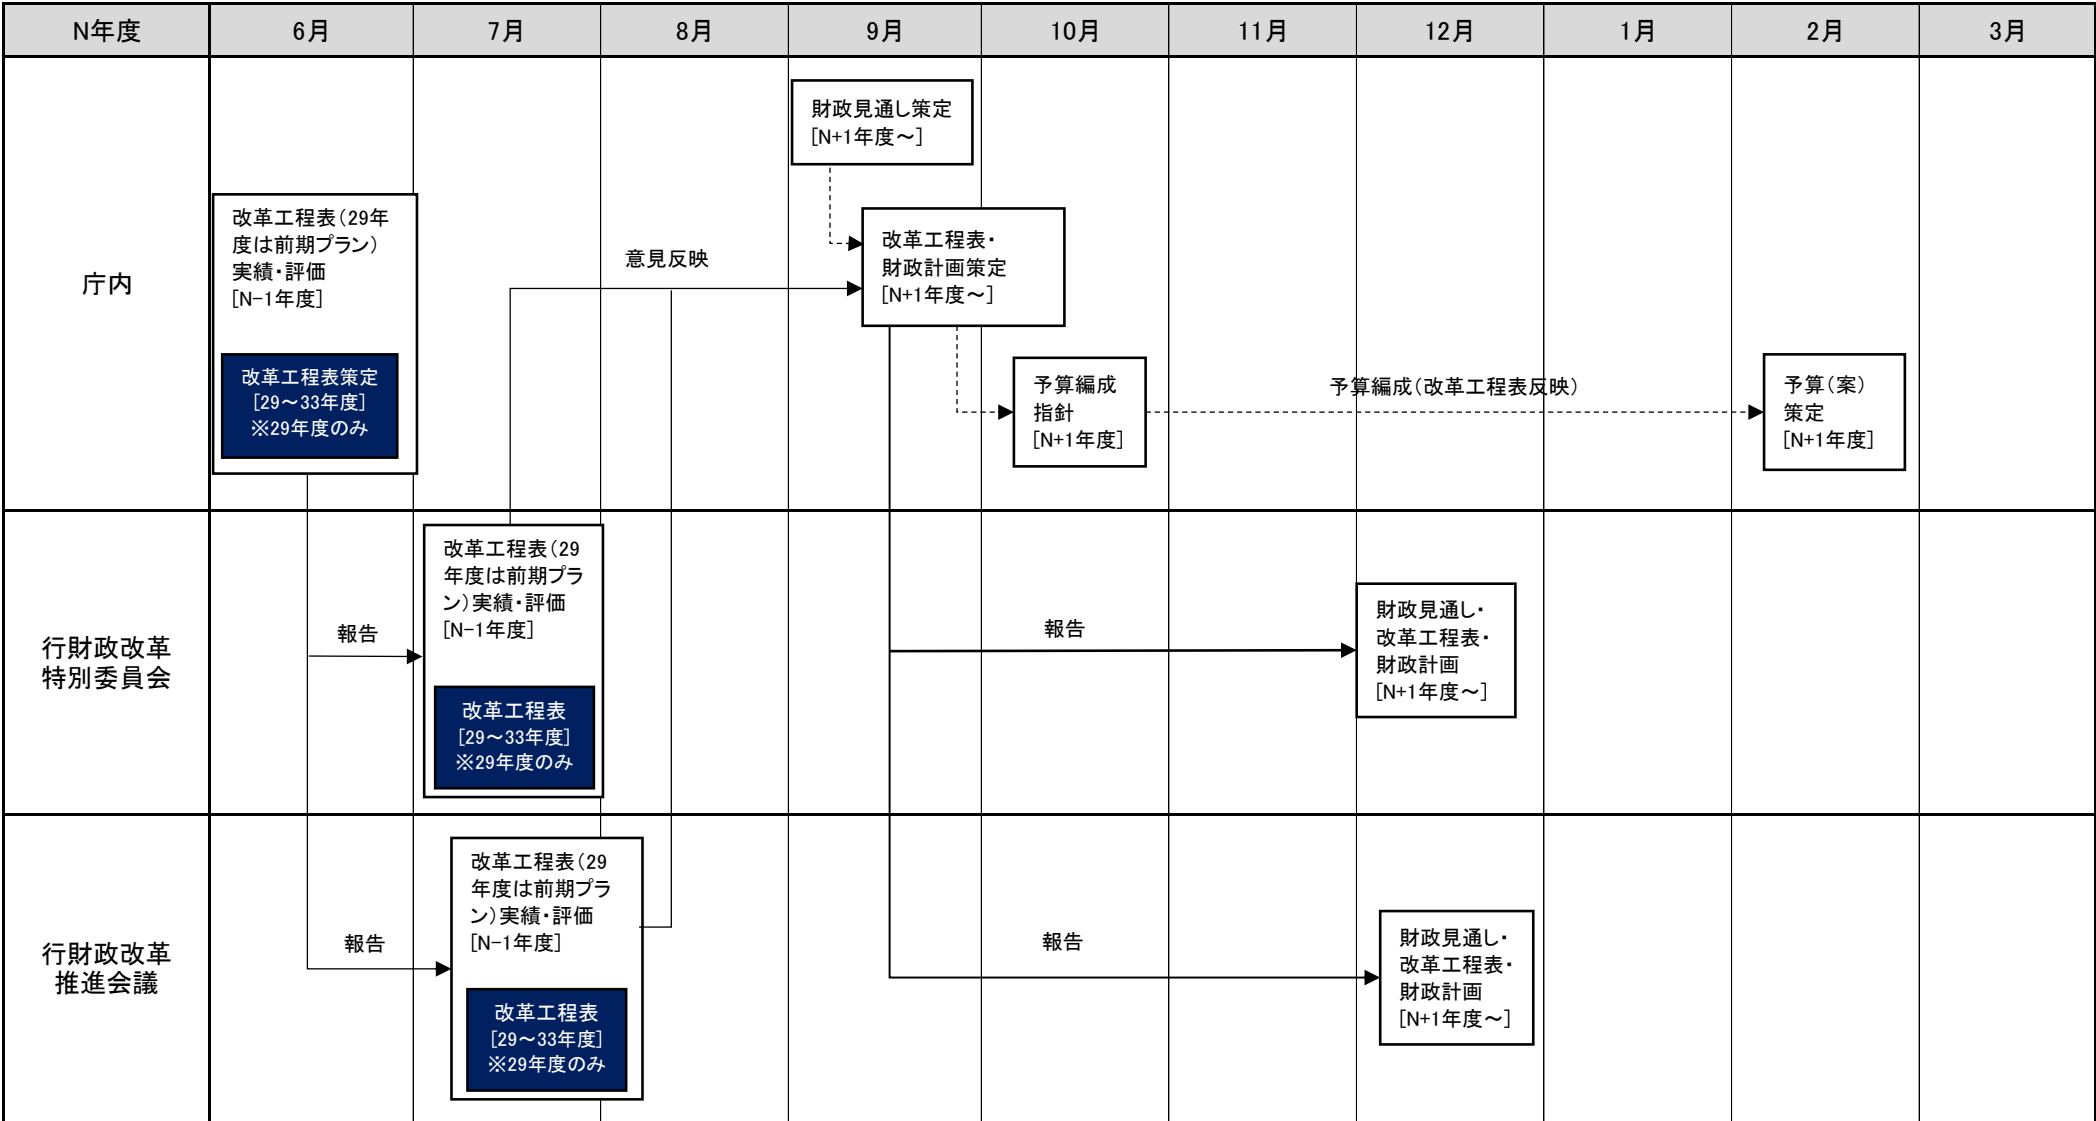 N年度
6月
7月
8月
9月
10月
11月
12月
1月
2月
3月
庁内
改革工程表(29年
度は前期プラン)
実績・評価
[N-1年度]
改革工程表策定
[29～33年度]
※29年度のみ
意見反映
財政見通し策定
[N+1年度～]
改革工程表・
財政計画策定
[N+1年度～]
予算編成
指針
[N+1年度]
予算編成(改革工程表反映)
予算(案)
策定
[N+1年度]
行財政改革
特別委員会
報告
改革工程表(29
年度は前期プラ
ン)実績・評価
[N-1年度]
改革工程表
[29～33年度]
※29年度のみ
報告
財政見通し・
改革工程表・
財政計画
[N+1年度～]
行財政改革
推進会議
報告
改革工程表(29
年度は前期プラ
ン)実績・評価
[N-1年度]
改革工程表
[29～33年度]
※29年度のみ
報告
財政見通し・
改革工程表・
財政計画
[N+1年度～]